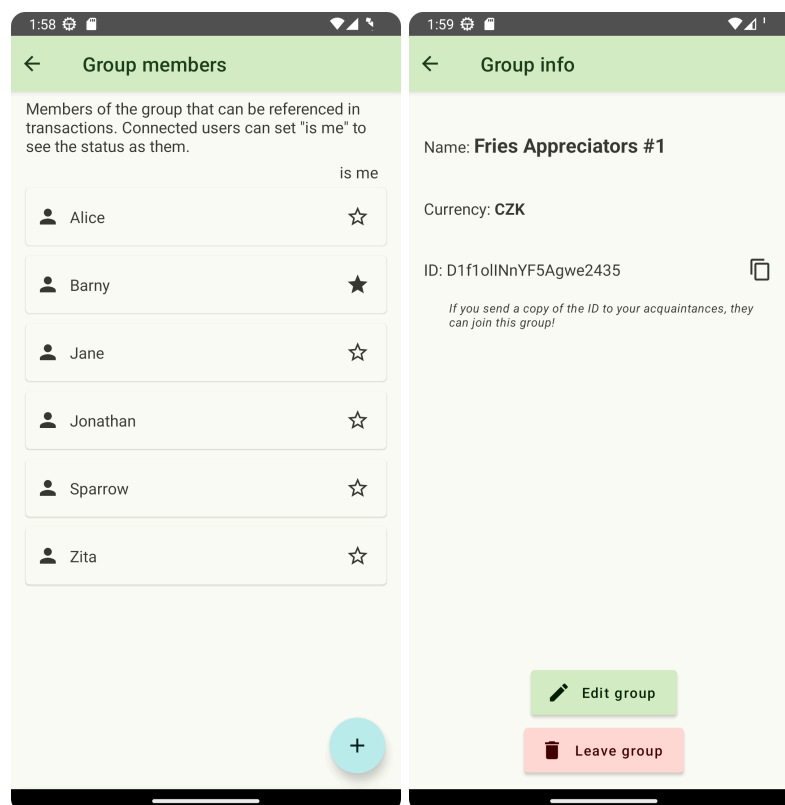 1:58
Group members
Members of the group that can be referenced in
transactions. Connected users can set "is me" to
see the status as them.
is me
Alice
Barny
Jane
Jonathan
Sparrow
Zita
1:59
Group info
Name: Fries Appreciators #1
Currency: CZK
ID: D1f1olINnYF5Agwe2435
If you send a copy of the ID to your acquaintances, they
can join this group!
Edit group
Leave group